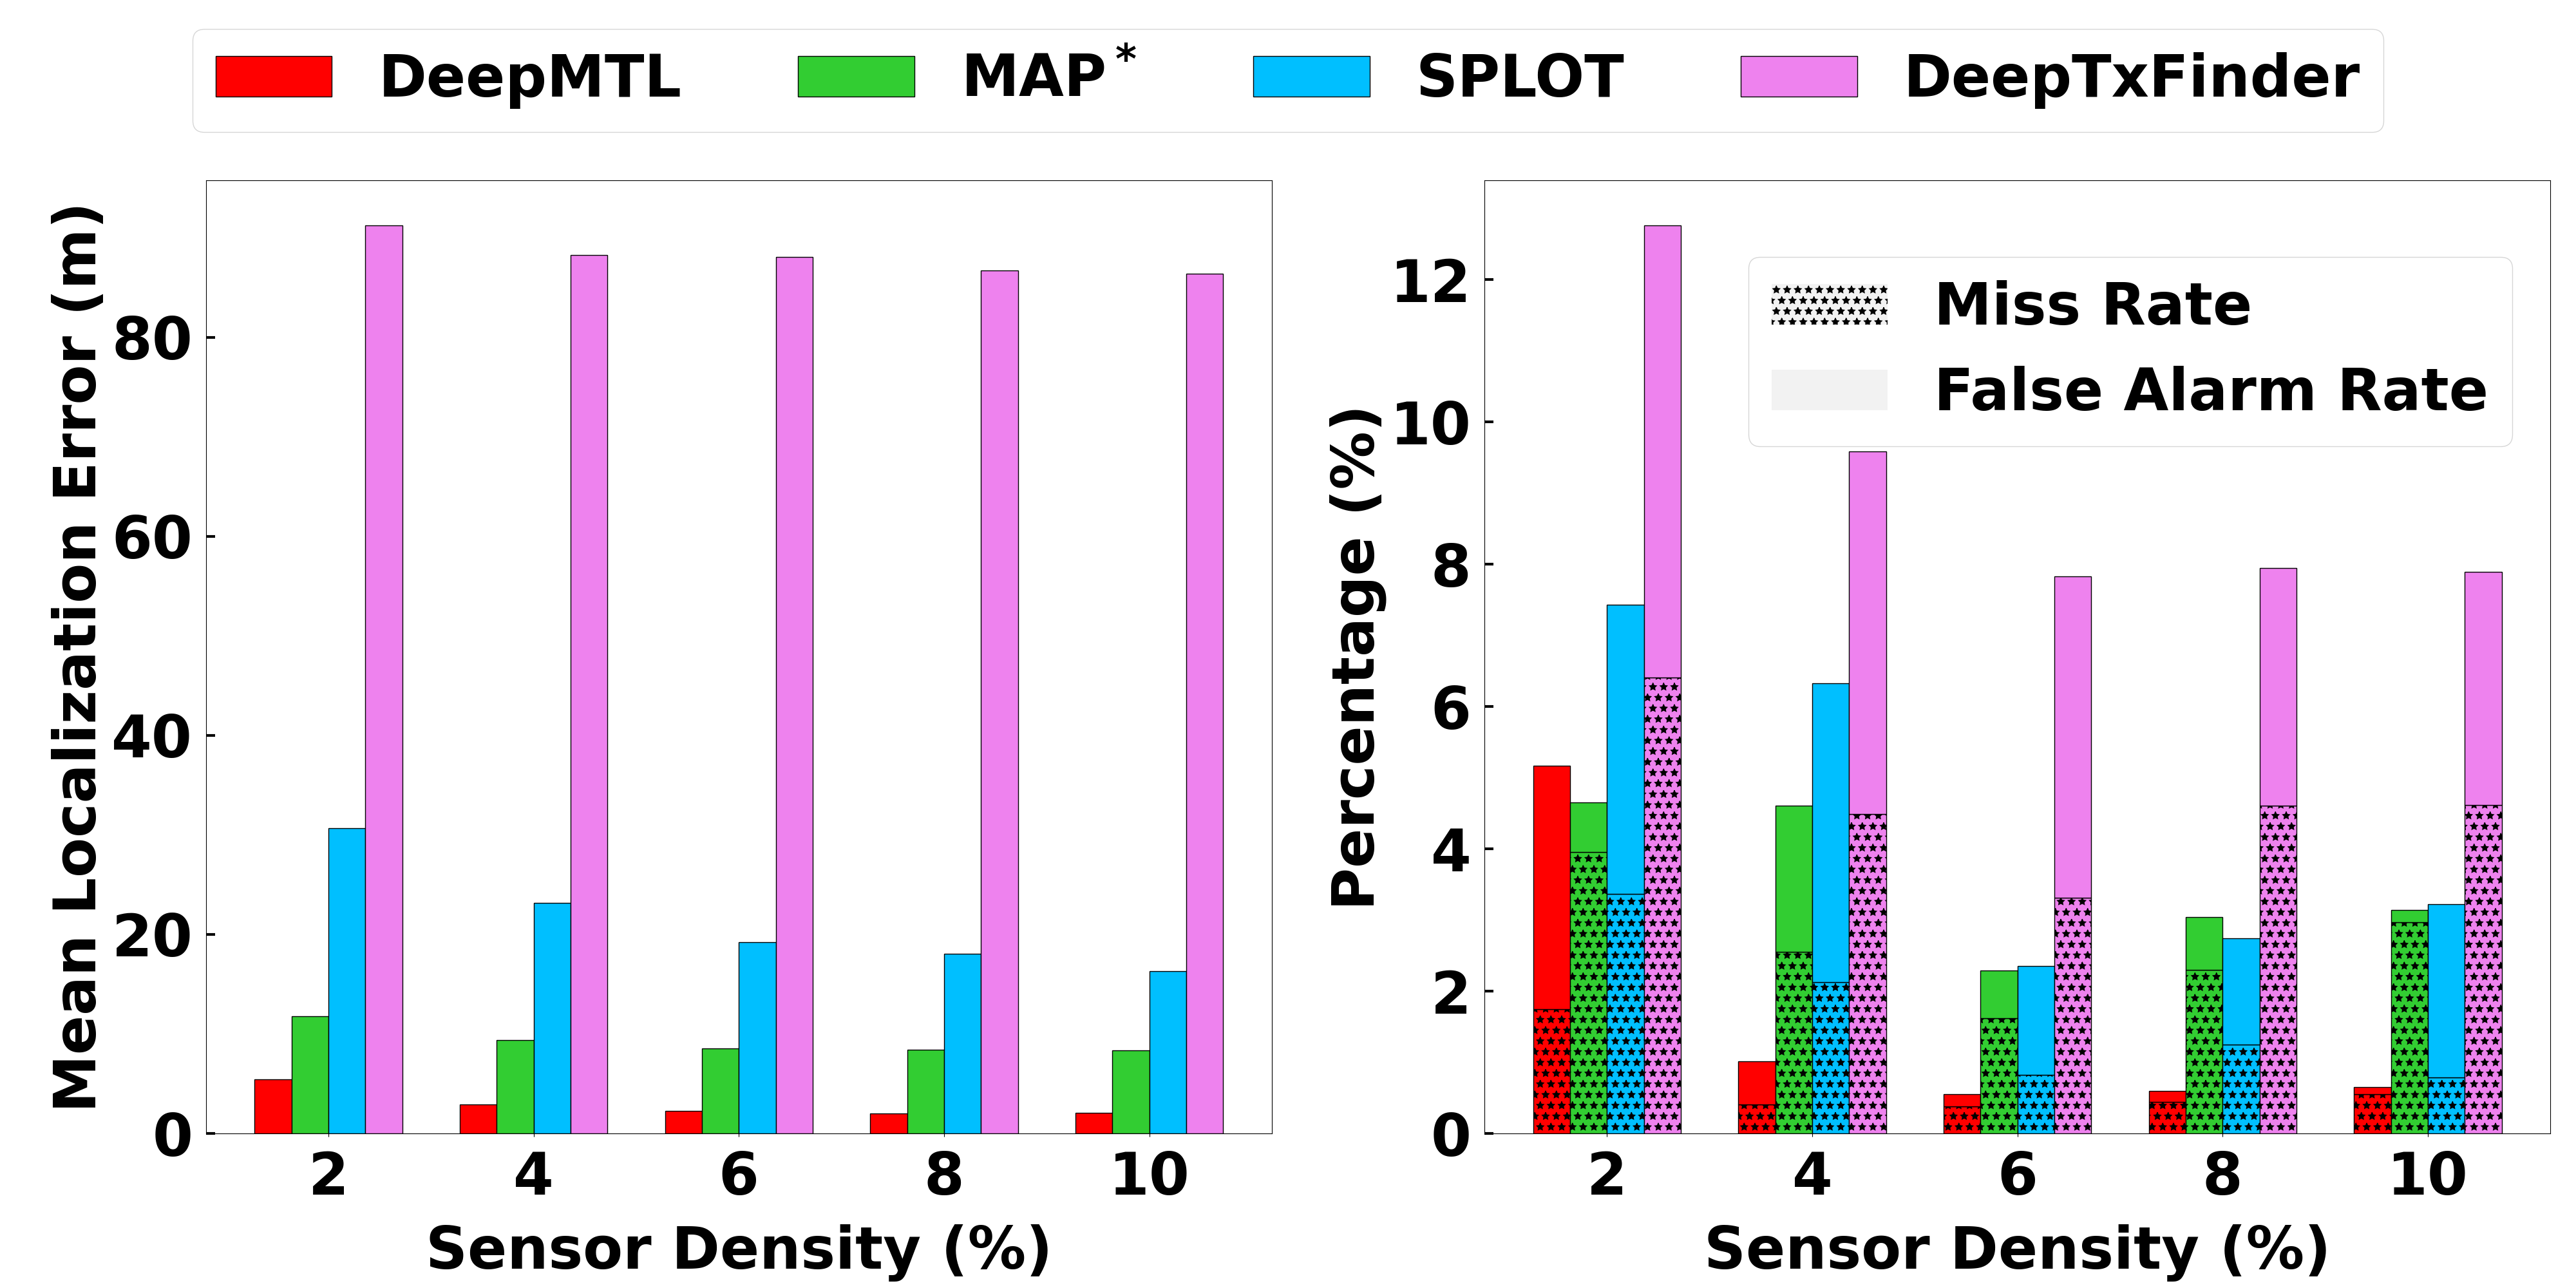 DeepMTL MAP* SPLOT DeepTxFinder
Mean Localization Error (m)
80
60
40
20
0
2 4 6 8 10
Sensor Density (%)
Percentage (%)
12
10
8
6
4
2
0
Miss Rate
False Alarm Rate
2 4 6 8 10
Sensor Density (%)